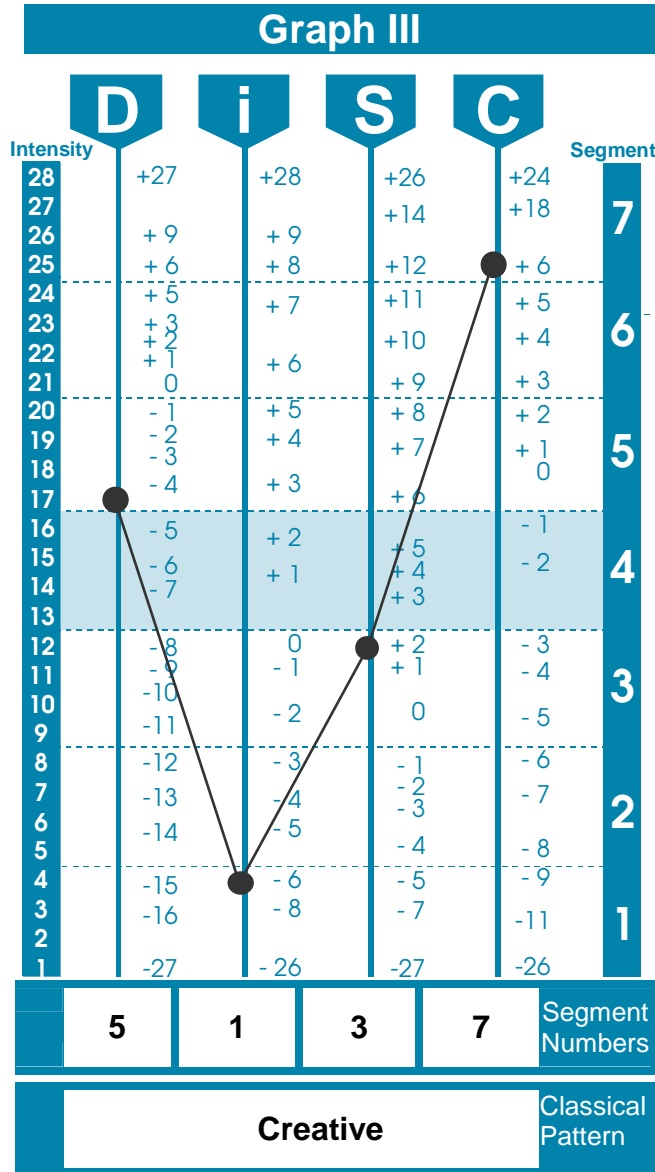 Graph III
D i S C
Intensity Segment
28 +27 +28 +26 +24
27 +14 +18 7
26 + 9 + 9
25 + 6 + 8 +12 + 6
24 + 5 + 7 +11 + 5
23 + 3 6
+ 2 +10 + 4
22 + 1 + 6
21 0 + 9 + 3
20 - 1 + 5 + 8 + 2
19 - 2 + 4 + 7 + 1 5
18 - 3 0
- 4 + 3
17 + 6
16 - 5 + 2 - 1
15 - 6 + 5 - 2 4
14 - 7 + 1 + 4
13 + 3
12 -8 0 + 2 - 3
11 -9 - 1 + 1 - 4
10 -10 - 2 0 - 5 3
9 -11
8 -12 - 3 - 1 - 6
7 -13 -4 - 2 - 7
- 3 2
6 -14 - 5
5 - 4 - 8
4 -15 - 6 - 5 - 9
3 -16 - 8 - 7 -11 1
2
1 -27 - 26 -27 -26
5 1 3 7 Segment
Numbers
Creative Classical
Pattern